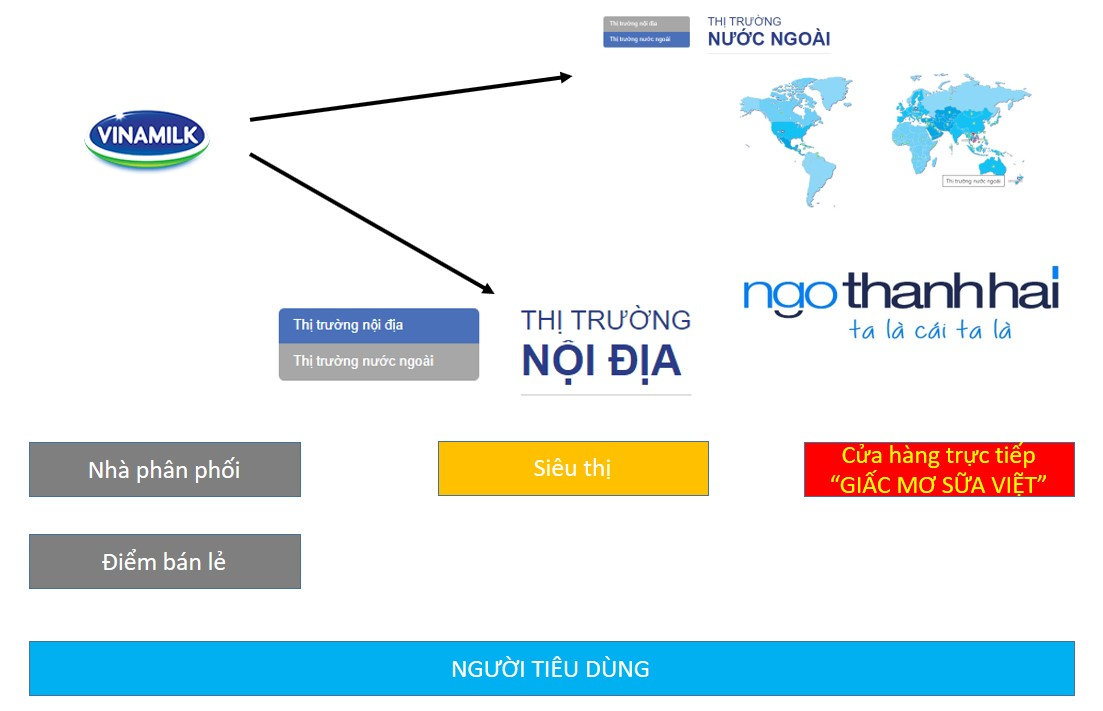 Thị trường nội địa
Thị trường nước ngoài
THỊ TRƯỜNG
NƯỚC NGOÀI
VINAMILK
Thị trường nước ngoài
ngothanhhai
ta là cái ta là
Thị trường nội địa
Thị trường nước ngoài
THỊ TRƯỜNG
NỘI ĐỊA
Nhà phân phối
Siêu thị
Cửa hàng trực tiếp
“GIẤC MƠ SỮA VIỆT”
Điểm bán lẻ
NGƯỜI TIÊU DÙNG